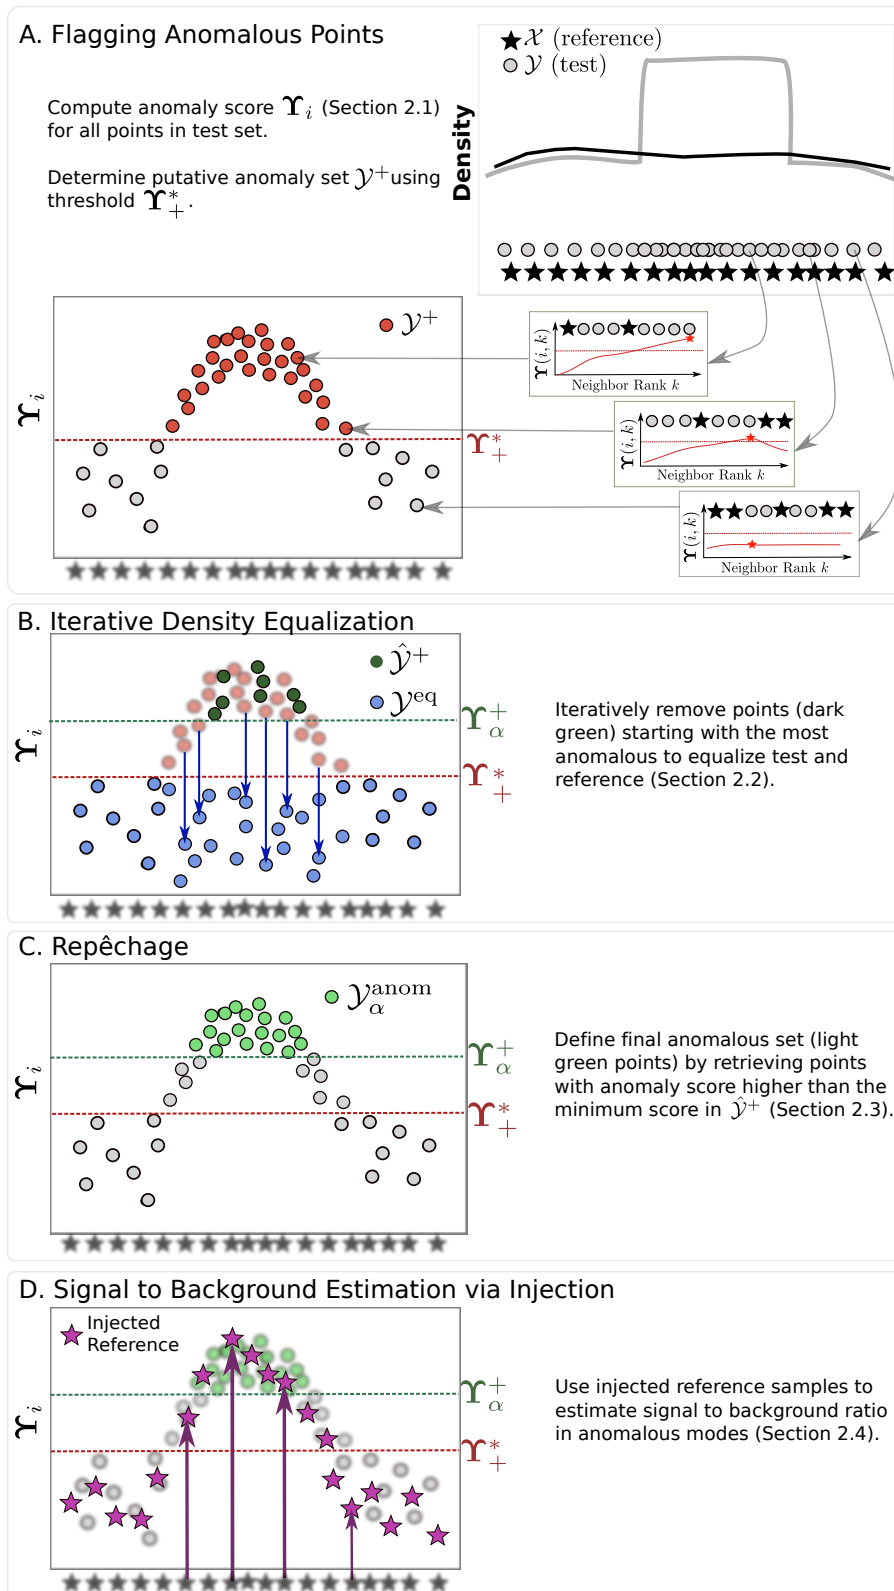 A. Flagging Anomalous Points
Compute anomaly score ϒ_i (Section 2.1)
for all points in test set.
Determine putative anomaly set 𝒴⁺ using
threshold ϒ*₊.
𝒳 (reference)
𝒴 (test)
Density
𝒴⁺
ϒ_i
ϒ*₊
ϒ(i, k)
Neighbor Rank k
ϒ(i, k)
Neighbor Rank k
ϒ(i, k)
Neighbor Rank k
B. Iterative Density Equalization
𝒴̂⁺
𝒴^eq
ϒ_i
ϒ⁺_α
ϒ*₊
Iteratively remove points (dark
green) starting with the most
anomalous to equalize test and
reference (Section 2.2).
C. Repêchage
𝒴^anom_α
ϒ_i
ϒ⁺_α
ϒ*₊
Define final anomalous set (light
green points) by retrieving points
with anomaly score higher than the
minimum score in 𝒴̂⁺ (Section 2.3).
D. Signal to Background Estimation via Injection
Injected
Reference
ϒ_i
ϒ⁺_α
ϒ*₊
Use injected reference samples to
estimate signal to background ratio
in anomalous modes (Section 2.4).